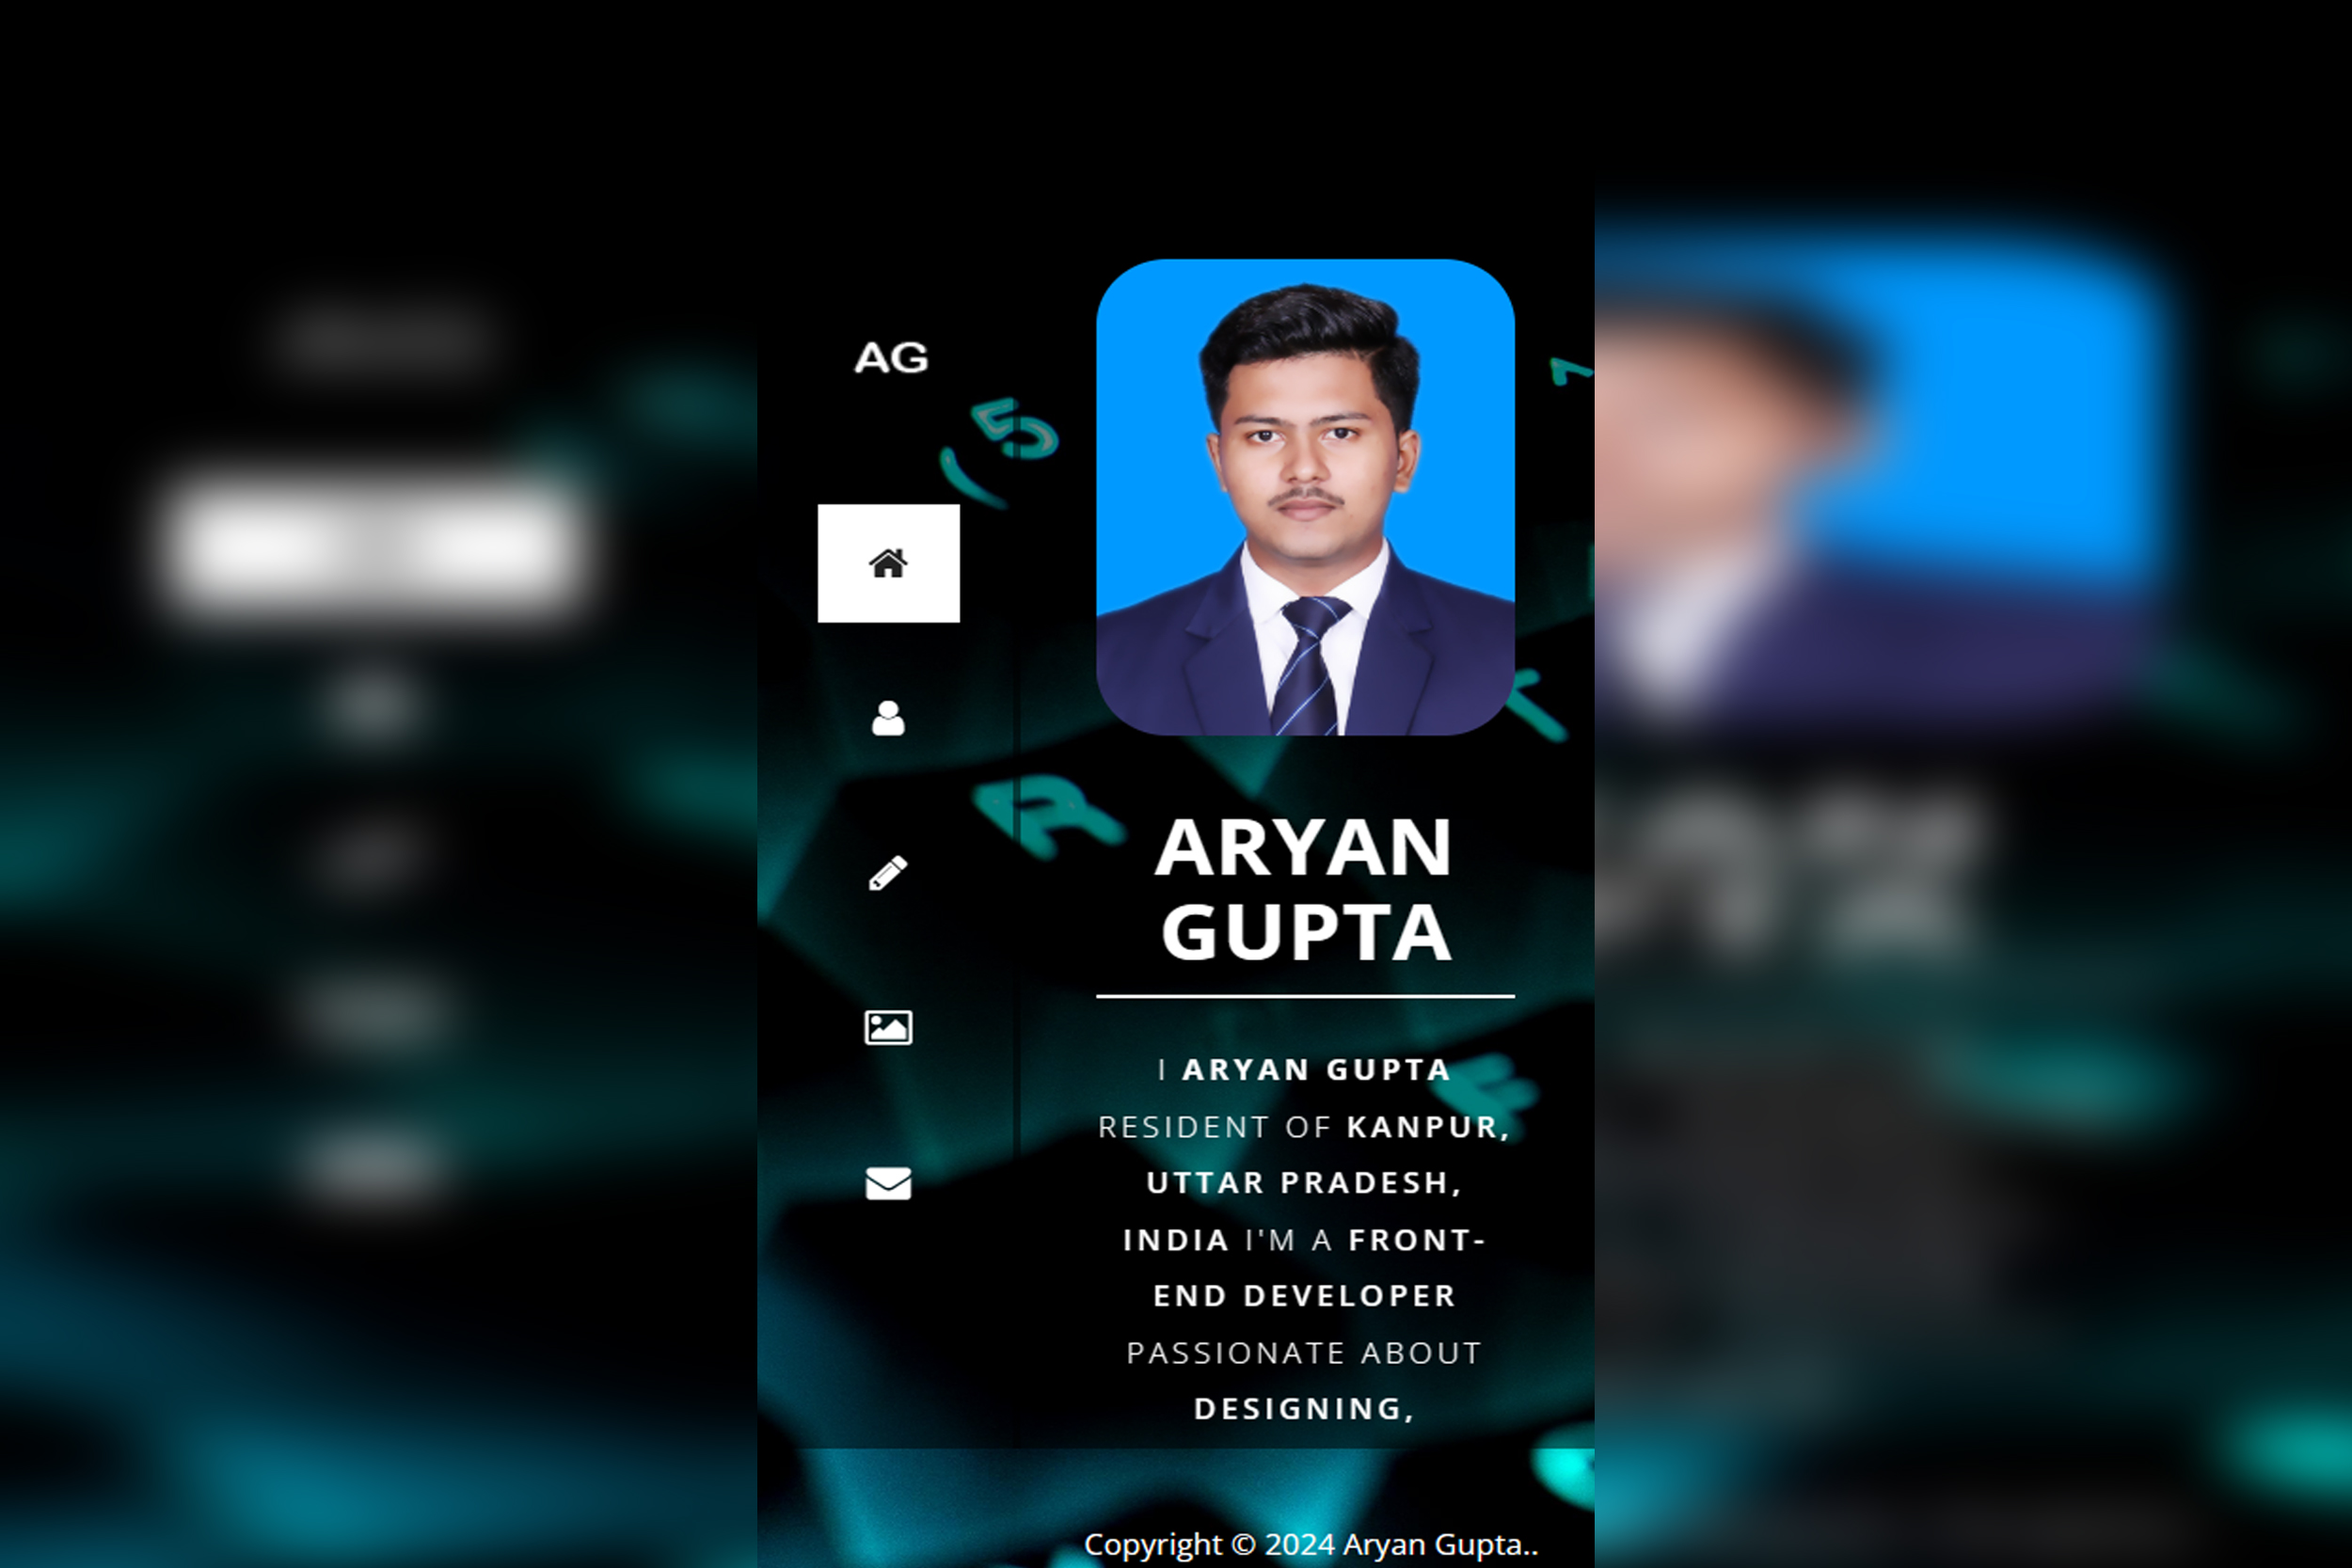 AG
ARYAN
GUPTA
I ARYAN GUPTA
RESIDENT OF KANPUR,
UTTAR PRADESH,
INDIA I'M A FRONT-
END DEVELOPER
PASSIONATE ABOUT
DESIGNING,
Copyright © 2024 Aryan Gupta..